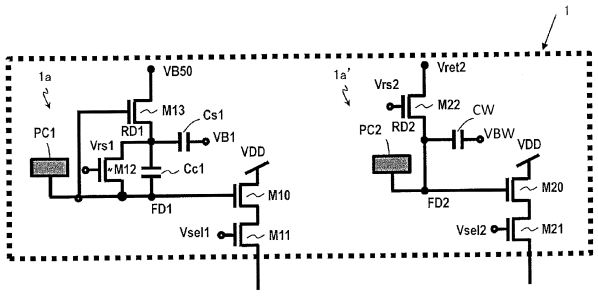 1
1a
VB50
M13
Cs1
RD1
VB1
Vrs1
PC1
M12
Cc1
VDD
FD1
M10
Vsel1
M11
1a'
Vret2
Vrs2
M22
RD2
CW
PC2
VBW
VDD
FD2
M20
Vsel2
M21